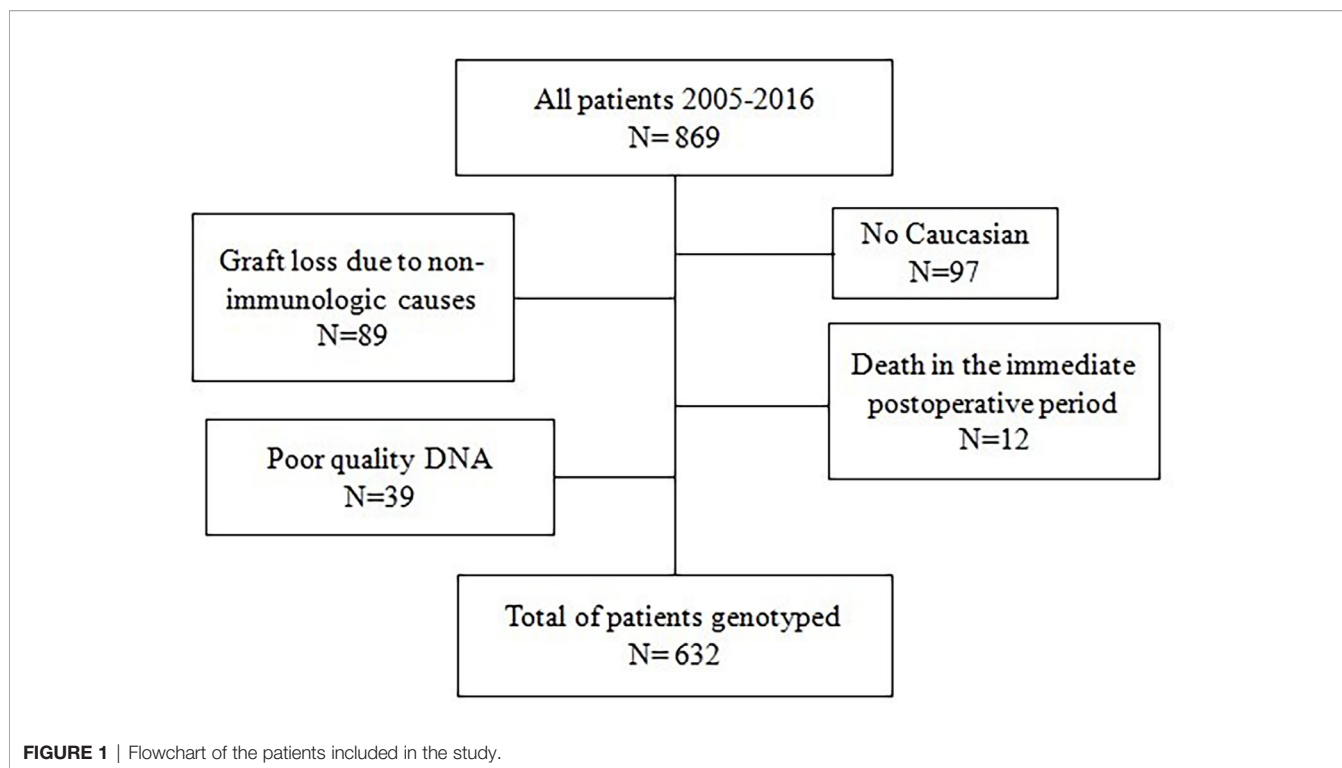 All patients 2005-2016
N= 869
No Caucasian
N=97
Graft loss due to non-
immunologic causes
N=89
Death in the immediate
postoperative period
N=12
Poor quality DNA
N=39
Total of patients genotyped
N= 632
FIGURE 1 | Flowchart of the patients included in the study.